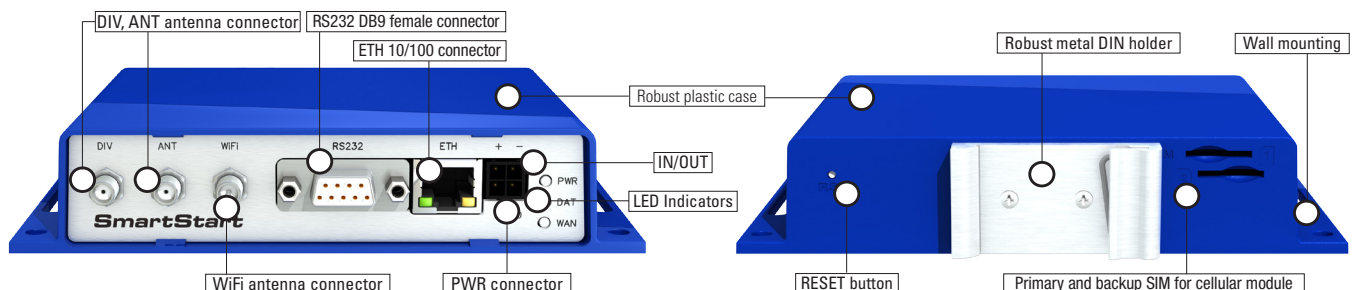 DIV, ANT antenna connector
RS232 DB9 female connector
ETH 10/100 connector
Robust metal DIN holder
Wall mounting
Robust plastic case
DIV
ANT
WiFi
RS232
ETH
+ −
IN/OUT
PWR
DAT
WAN
LED Indicators
SmartStart
WiFi antenna connector
PWR connector
RESET button
Primary and backup SIM for cellular module